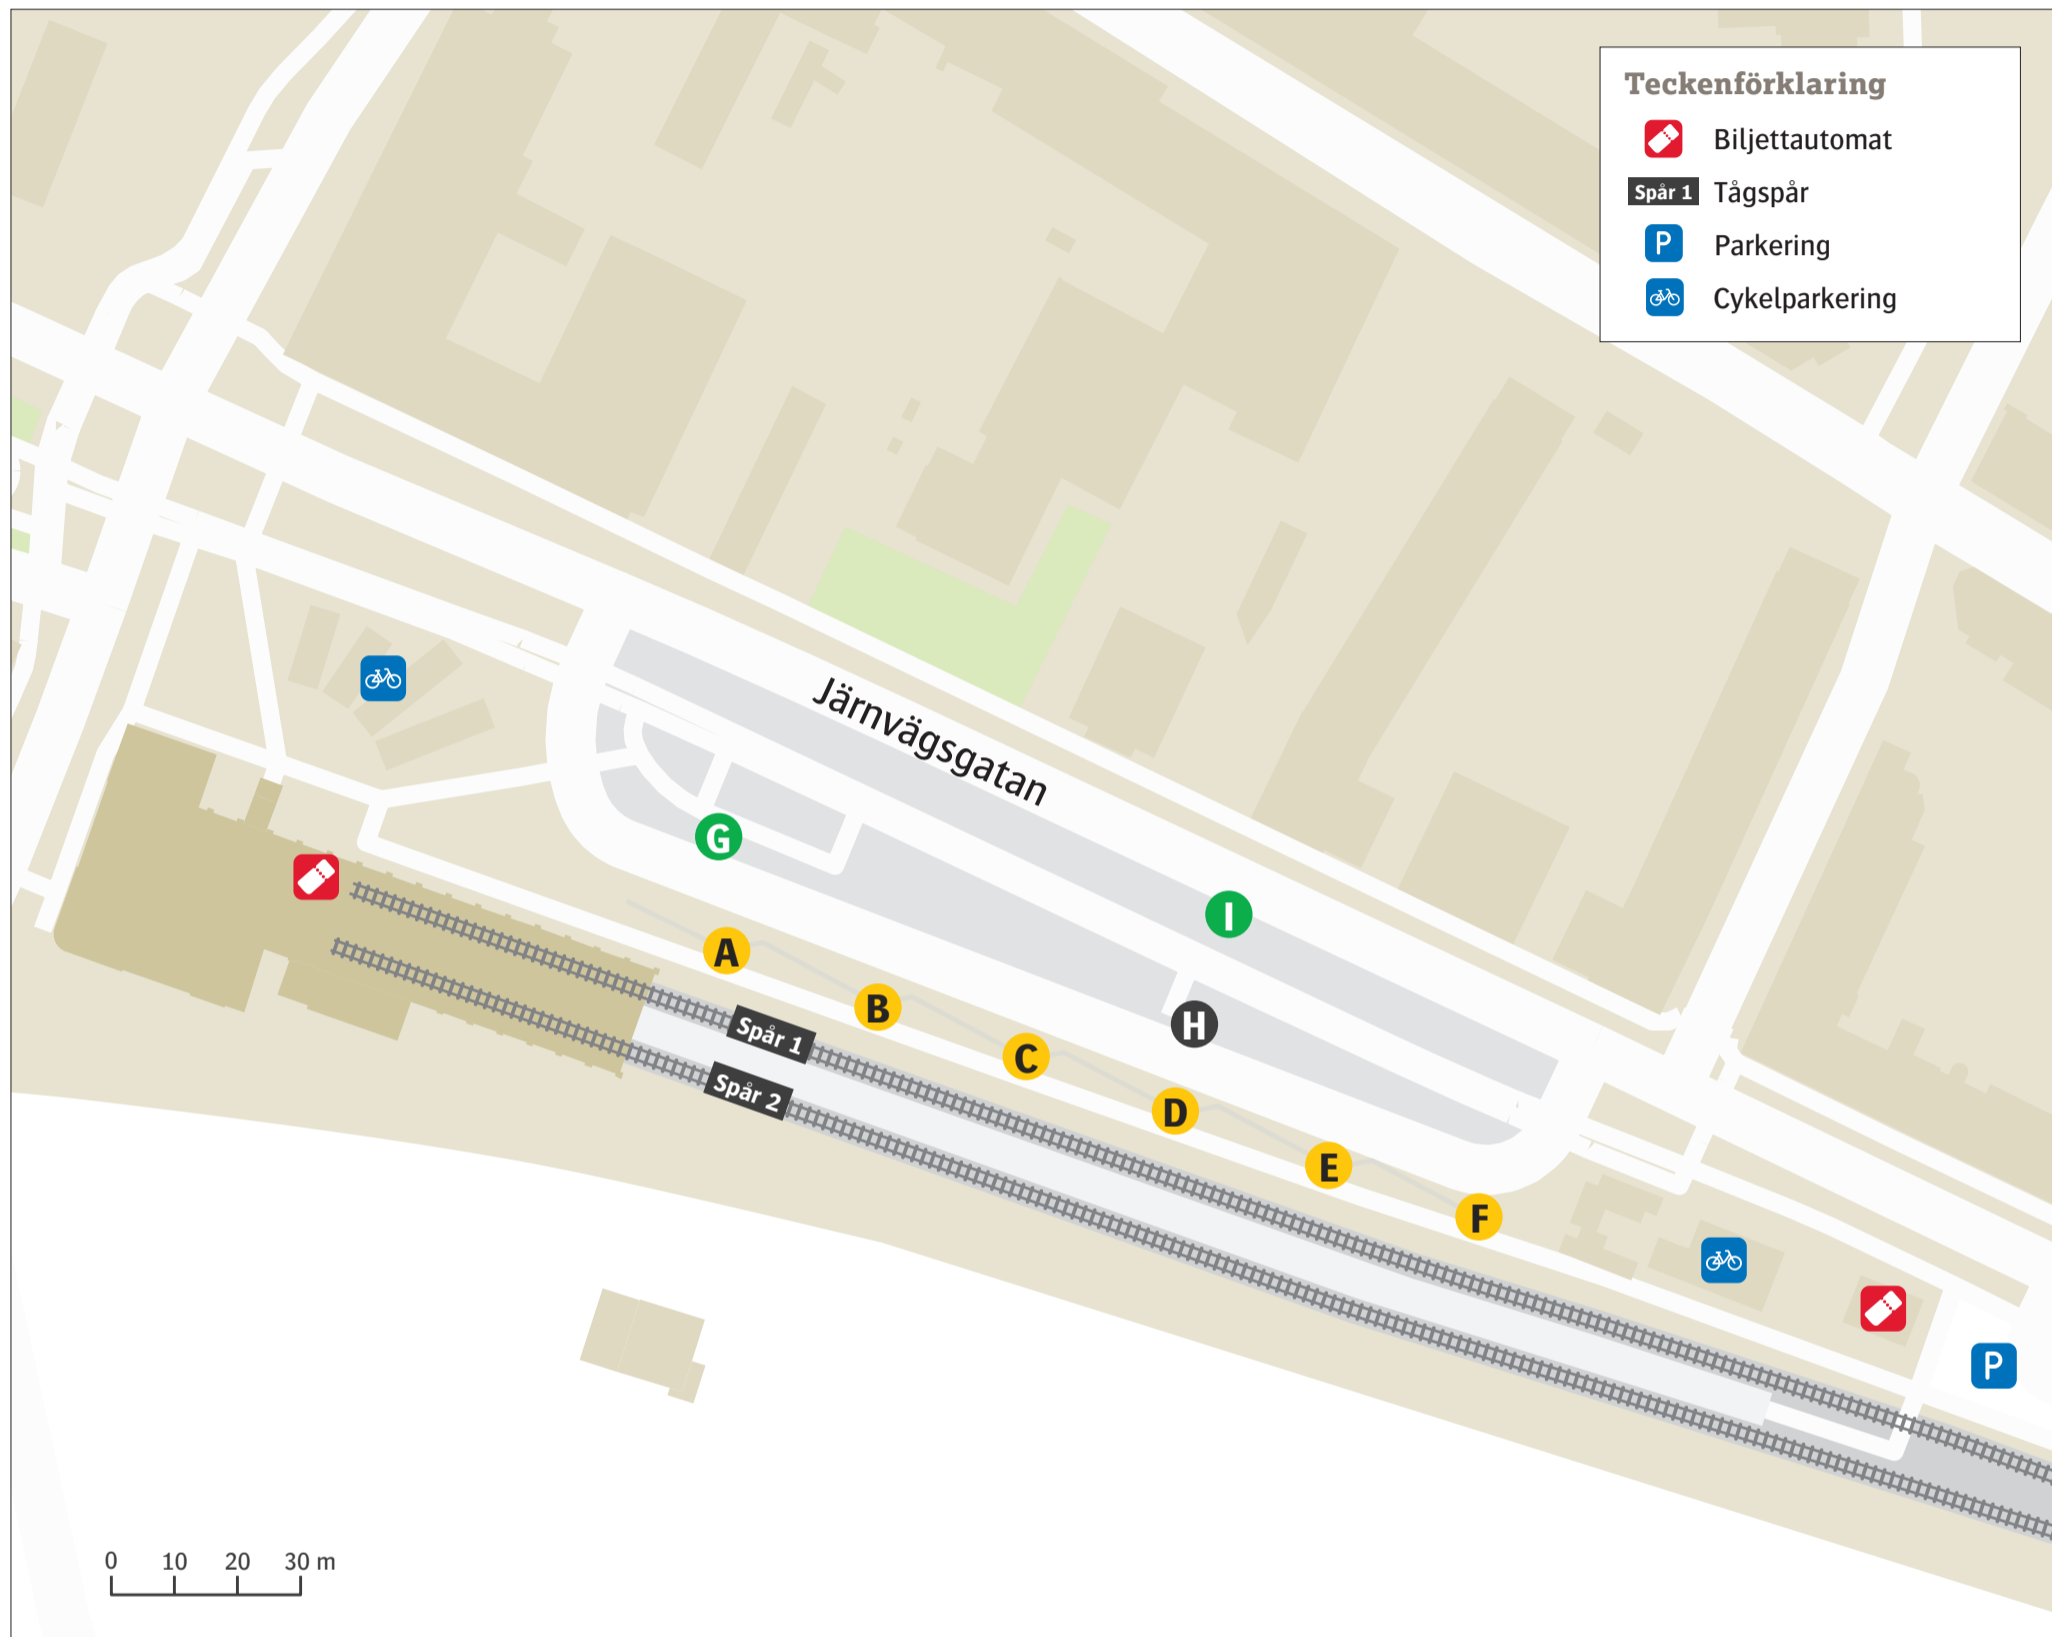 Teckenförklaring
Biljettautomat
Spår 1 Tågspår
P Parkering
Cykelparkering
Järnvägsgatan
G
I
A
B
H
C
Spår 1
Spår 2
D
E
F
P
0 10 20 30 m